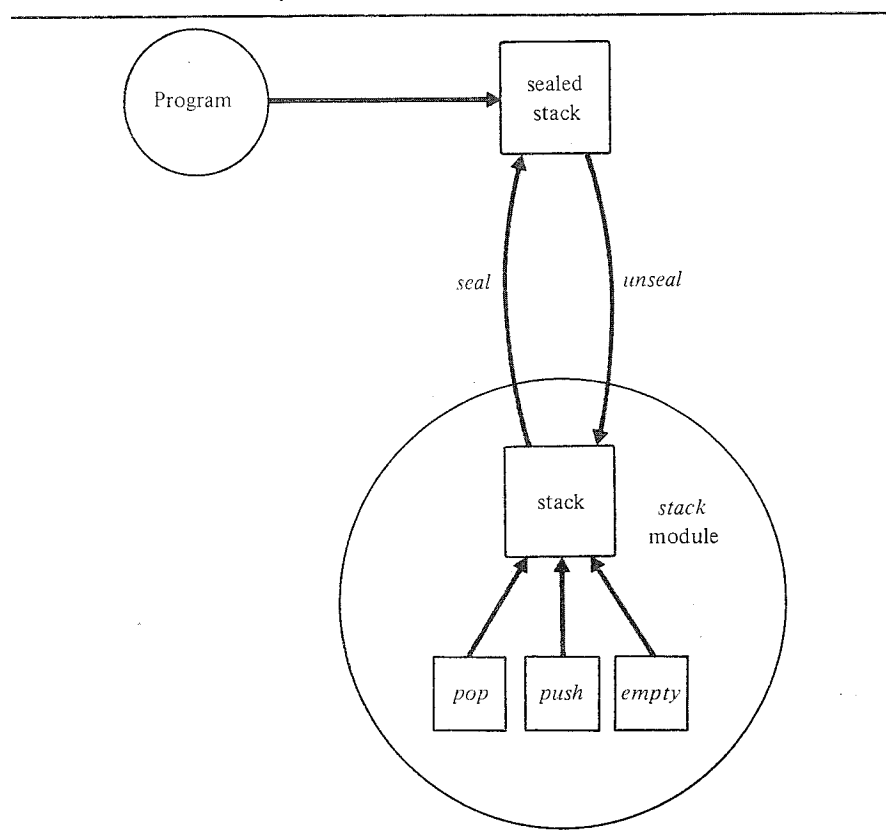 Program
sealed
stack
seal
unseal
stack
stack
module
pop
push
empty